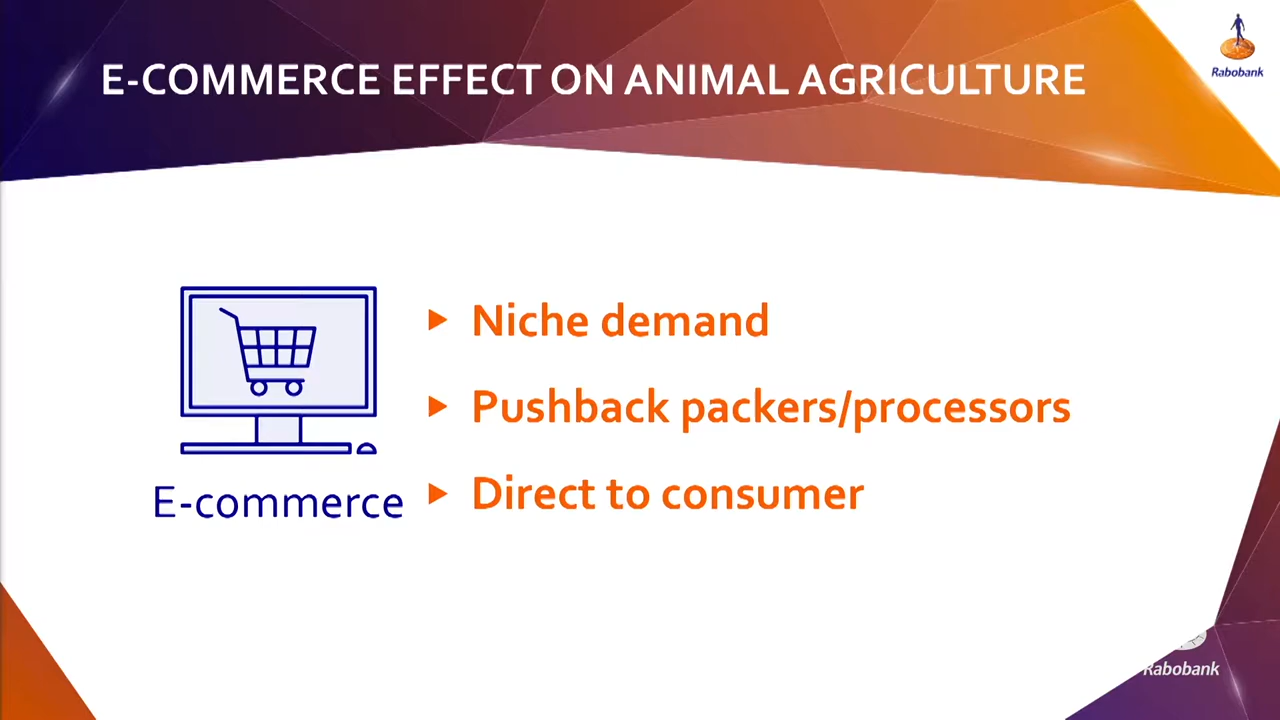 E-COMMERCE EFFECT ON ANIMAL AGRICULTURE
Rabobank
Niche demand
Pushback packers/processors
Direct to consumer
E-commerce
Rabobank